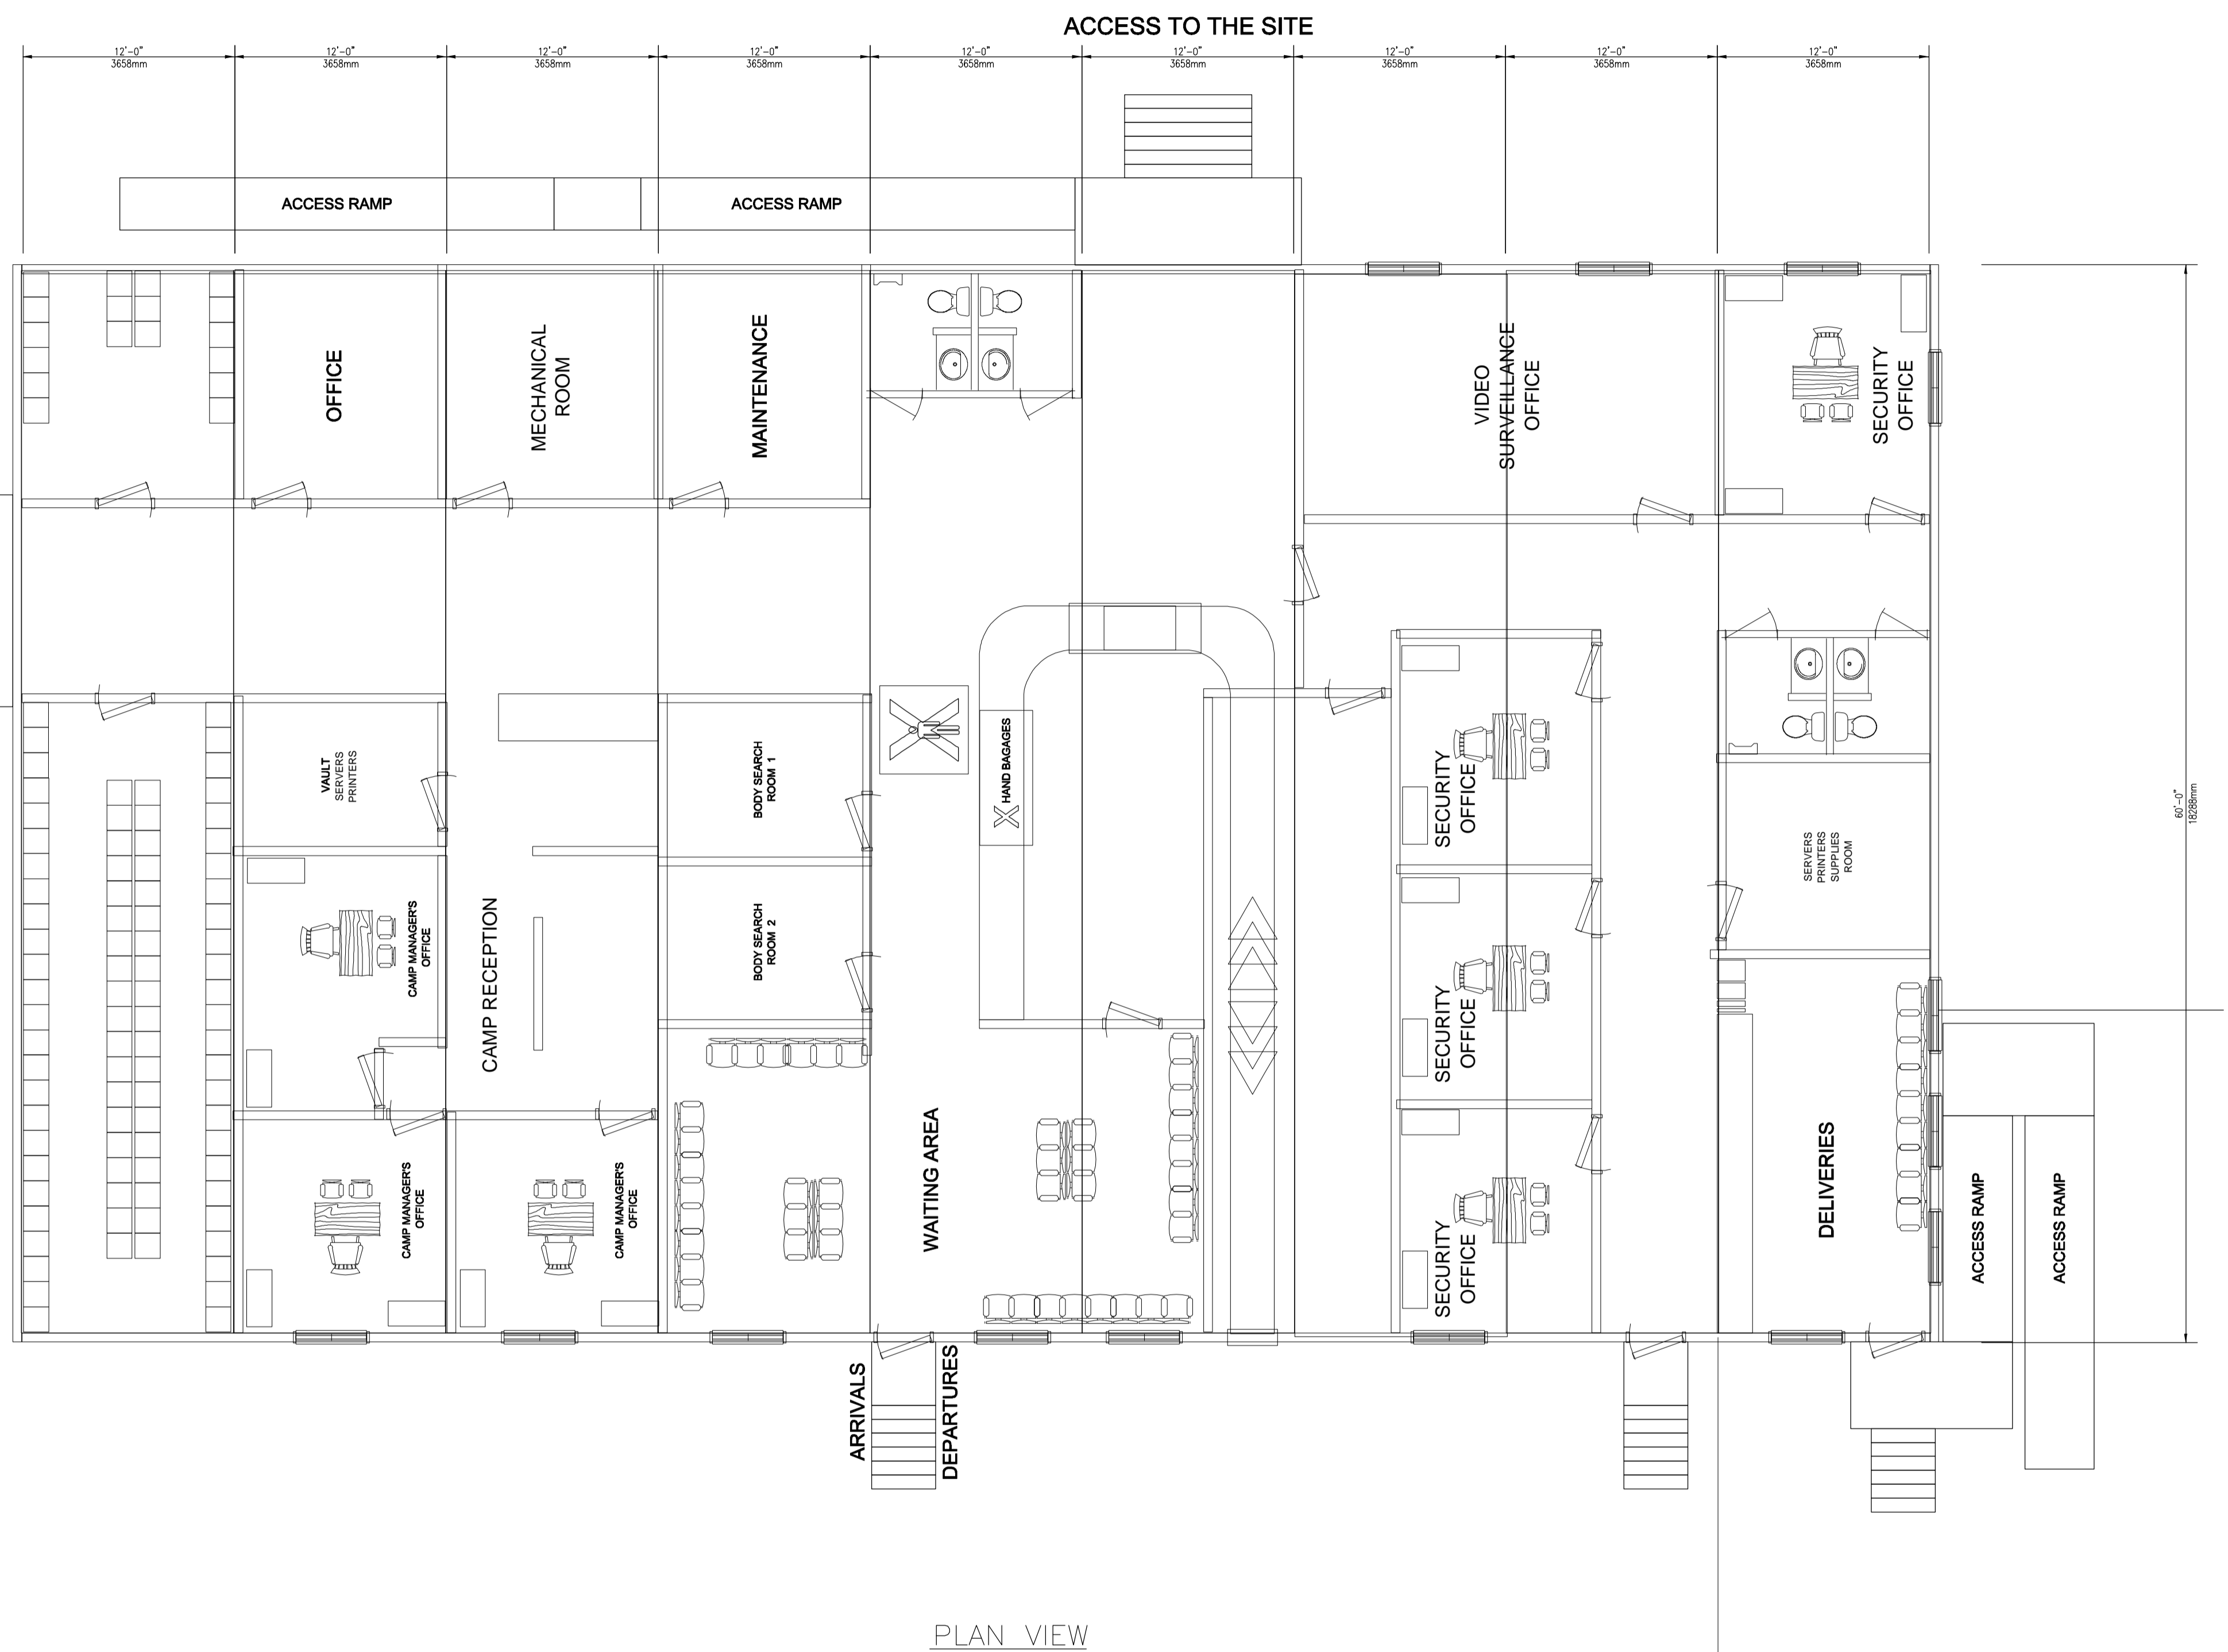 ACCESS TO THE SITE
12'-0"
3658mm
12'-0"
3658mm
12'-0"
3658mm
12'-0"
3658mm
12'-0"
3658mm
12'-0"
3658mm
12'-0"
3658mm
12'-0"
3658mm
12'-0"
3658mm
ACCESS RAMP
ACCESS RAMP
OFFICE
MECHANICAL
ROOM
MAINTENANCE
VIDEO
SURVEILLANCE
OFFICE
SECURITY
OFFICE
VAULT
SERVERS
PRINTERS
BODY SEARCH
ROOM 1
X HAND BAGAGES
SECURITY
OFFICE
SERVERS
PRINTERS
SUPPLIES
ROOM
60'-0"
18288mm
CAMP MANAGER'S
OFFICE
CAMP RECEPTION
BODY SEARCH
ROOM 2
SECURITY
OFFICE
CAMP MANAGER'S
OFFICE
CAMP MANAGER'S
OFFICE
WAITING AREA
SECURITY
OFFICE
DELIVERIES
ACCESS RAMP
ACCESS RAMP
ARRIVALS
DEPARTURES
PLAN VIEW